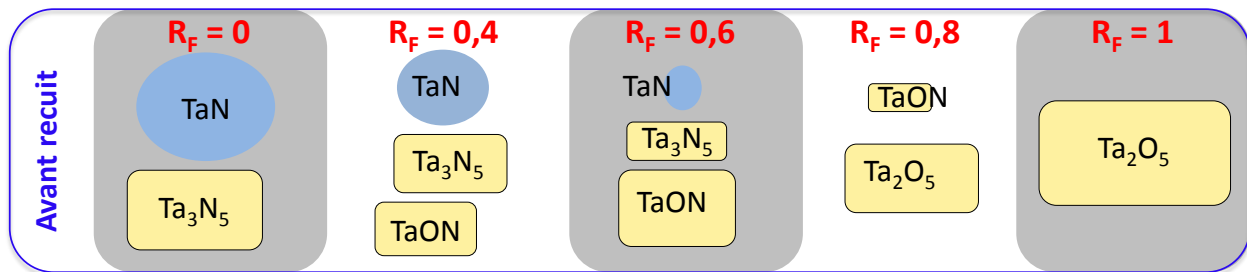 Avant recuit
R_F = 0
TaN
Ta₃N₅
R_F = 0,4
TaN
Ta₃N₅
TaON
R_F = 0,6
TaN
Ta₃N₅
TaON
R_F = 0,8
TaON
Ta₂O₅
R_F = 1
Ta₂O₅